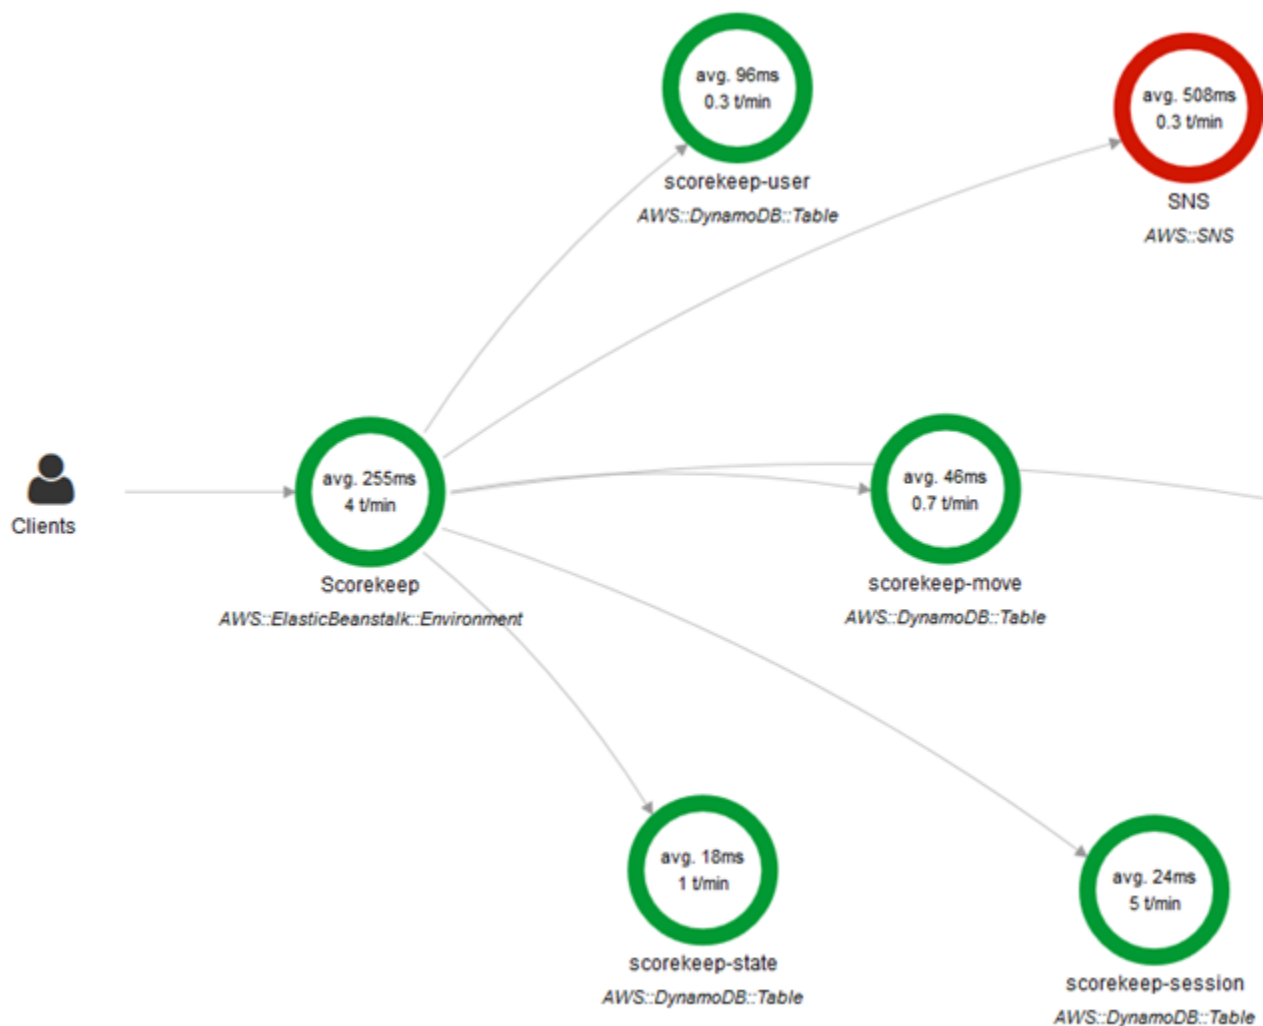 avg. 96ms
0.3 t/min
scorekeep-user
AWS::DynamoDB::Table
avg. 508ms
0.3 t/min
SNS
AWS::SNS
Clients
avg. 255ms
4 t/min
Scorekeep
AWS::ElasticBeanstalk::Environment
avg. 46ms
0.7 t/min
scorekeep-move
AWS::DynamoDB::Table
avg. 18ms
1 t/min
scorekeep-state
AWS::DynamoDB::Table
avg. 24ms
5 t/min
scorekeep-session
AWS::DynamoDB::Table